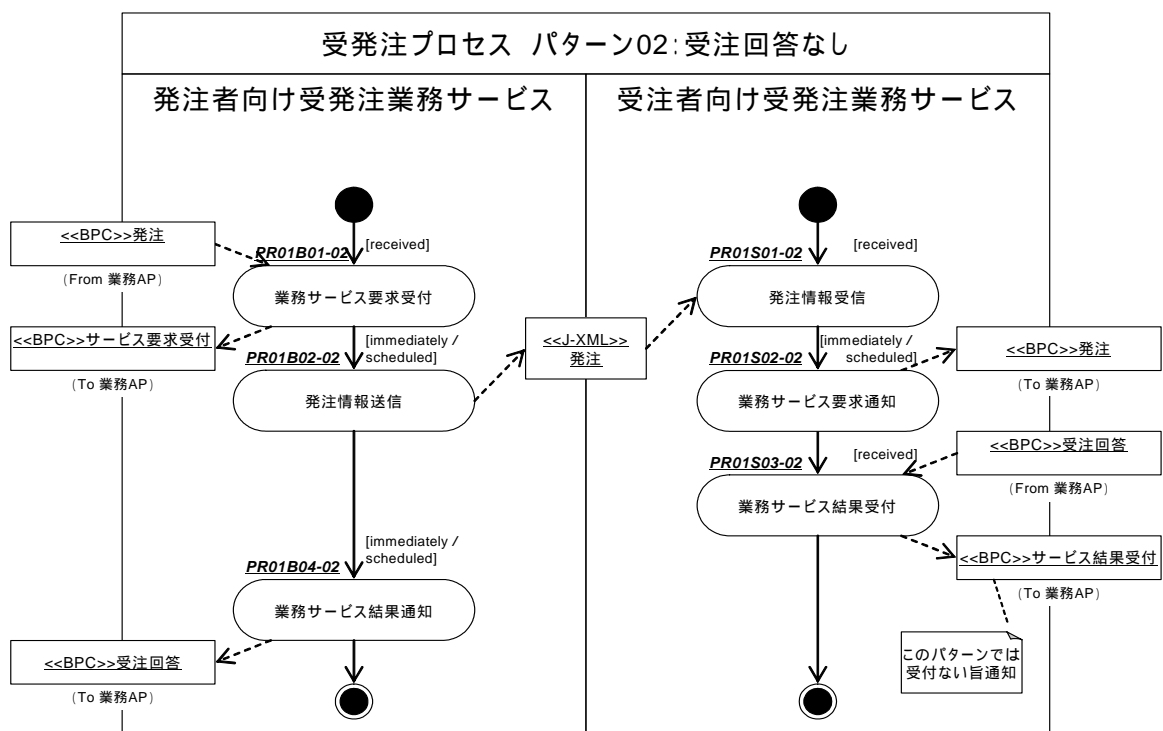 受発注プロセス パターン02:受注回答なし
発注者向け受発注業務サービス
受注者向け受発注業務サービス
<<BPC>>発注
(From 業務AP)
PR01B01-02
[received]
業務サービス要求受付
<<BPC>>サービス要求受付
(To 業務AP)
[immediately /
scheduled]
PR01B02-02
発注情報送信
<<J-XML>>
発注
[immediately /
scheduled]
PR01B04-02
業務サービス結果通知
<<BPC>>受注回答
(To 業務AP)
PR01S01-02
[received]
発注情報受信
[immediately /
scheduled]
PR01S02-02
業務サービス要求通知
<<BPC>>発注
(To 業務AP)
PR01S03-02
[received]
<<BPC>>受注回答
(From 業務AP)
業務サービス結果受付
<<BPC>>サービス結果受付
(To 業務AP)
このパターンでは
受付ない旨通知